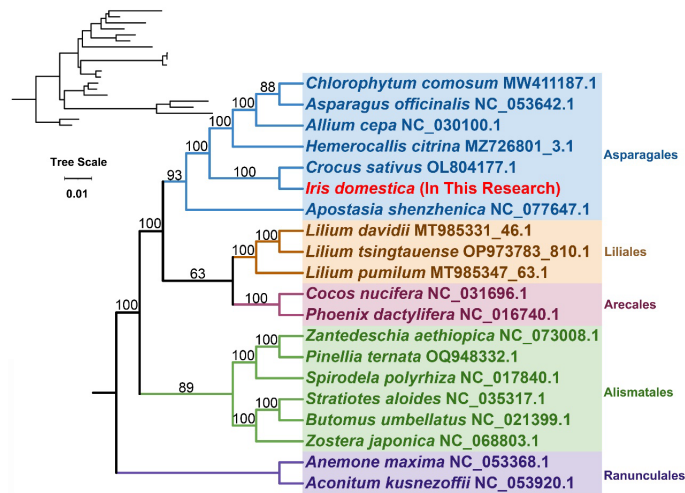 88
Chlorophytum comosum MW411187.1
100
Asparagus officinalis NC_053642.1
100
Allium cepa NC_030100.1
100
Hemerocallis citrina MZ726801_3.1
Asparagales
Tree Scale
0.01
93
100
Crocus sativus OL804177.1
Iris domestica (In This Research)
Apostasia shenzhenica NC_077647.1
100
100
Lilium davidii MT985331_46.1
100
Lilium tsingtauense OP973783_810.1
Liliales
63
Lilium pumilum MT985347_63.1
100
Cocos nucifera NC_031696.1
Arecales
100
Phoenix dactylifera NC_016740.1
100
Zantedeschia aethiopica NC_073008.1
100
Pinellia ternata OQ948332.1
89
Spirodela polyrhiza NC_017840.1
Alismatales
100
Stratiotes aloides NC_035317.1
100
Butomus umbellatus NC_021399.1
Zostera japonica NC_068803.1
Anemone maxima NC_053368.1
Ranunculales
Aconitum kusnezoffii NC_053920.1